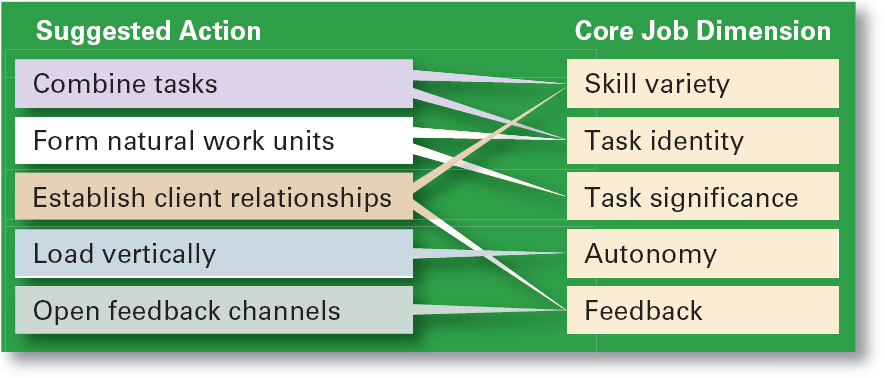 Suggested Action
Core Job Dimension
Combine tasks
Skill variety
Form natural work units
Task identity
Establish client relationships
Task significance
Load vertically
Autonomy
Open feedback channels
Feedback